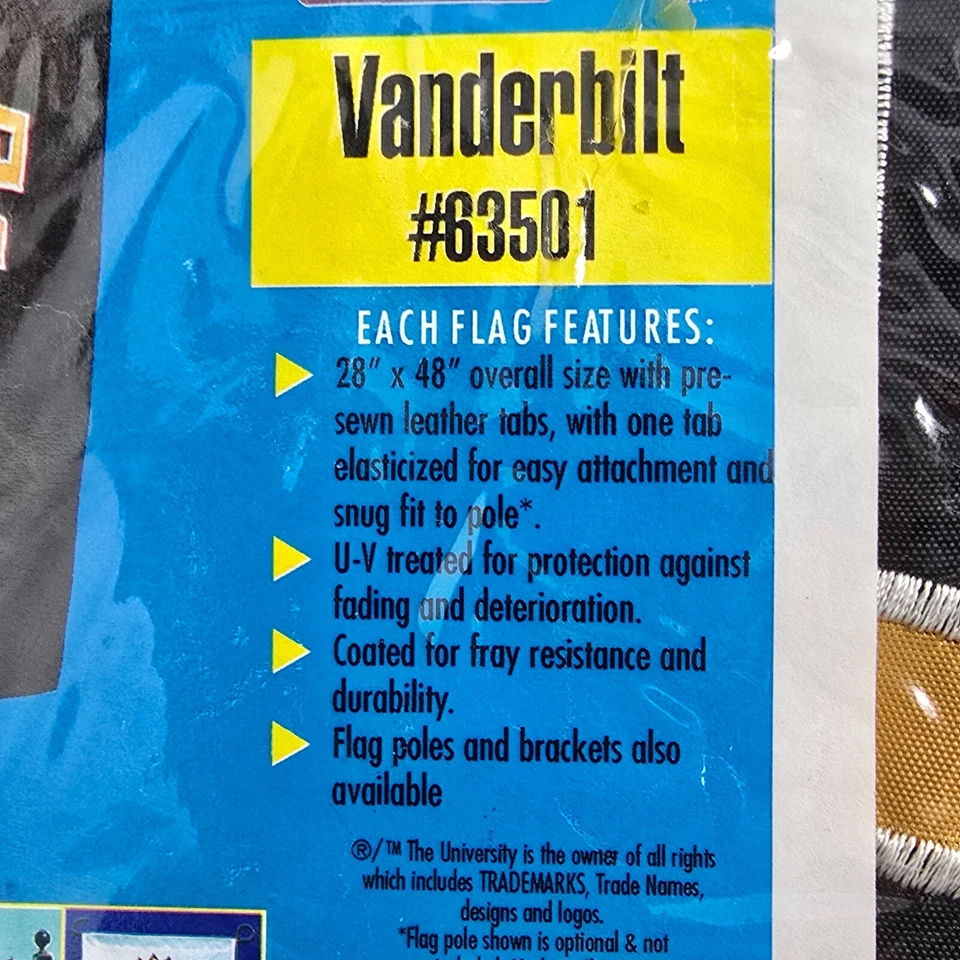 Vanderbilt
#63501
EACH FLAG FEATURES:
28" x 48" overall size with pre-
sewn leather tabs, with one tab
elasticized for easy attachment and
snug fit to pole*.
U-V treated for protection against
fading and deterioration.
Coated for fray resistance and
durability.
Flag poles and brackets also
available
®/™ The University is the owner of all rights
which includes TRADEMARKS, Trade Names,
designs and logos.
*Flag pole shown is optional & not